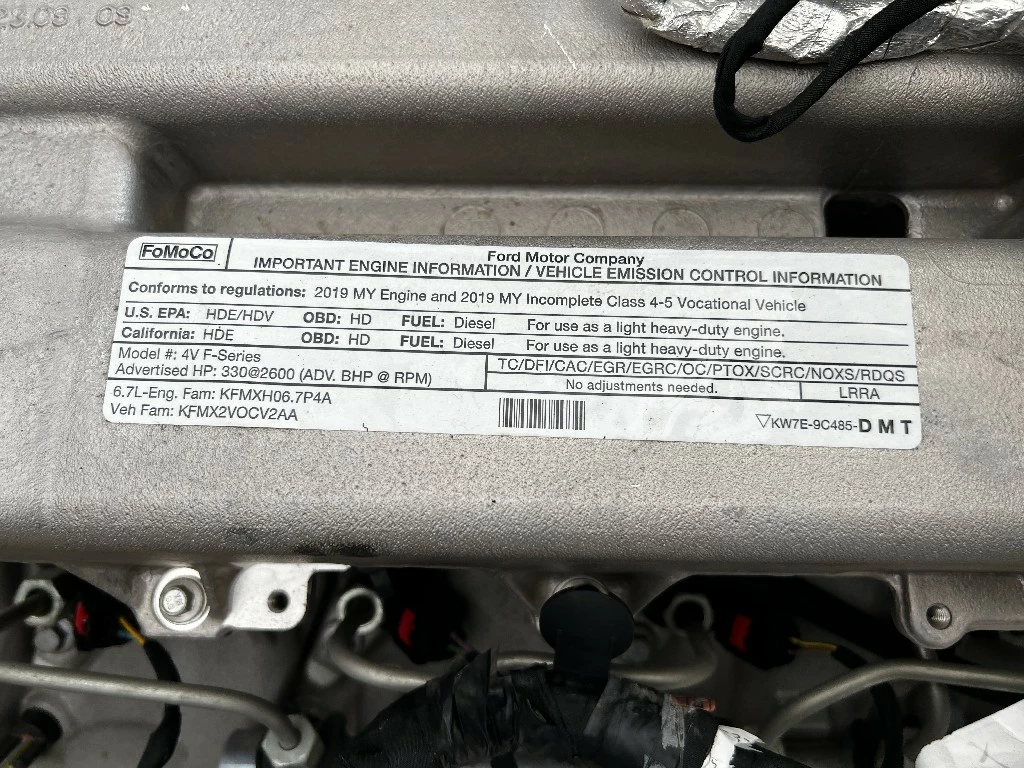 23.03 03
FoMoCo
Ford Motor Company
IMPORTANT ENGINE INFORMATION / VEHICLE EMISSION CONTROL INFORMATION
Conforms to regulations: 2019 MY Engine and 2019 MY Incomplete Class 4-5 Vocational Vehicle
U.S. EPA: HDE/HDV OBD: HD FUEL: Diesel For use as a light heavy-duty engine.
California: HDE OBD: HD FUEL: Diesel For use as a light heavy-duty engine.
Model #: 4V F-Series
Advertised HP: 330@2600 (ADV. BHP @ RPM)
TC/DFI/CAC/EGR/EGRC/OC/PTOX/SCRC/NOXS/RDQS
No adjustments needed. LRRA
6.7L-Eng. Fam: KFMXH06.7P4A
Veh Fam: KFMX2VOCV2AA
▽KW7E-9C485-D M T